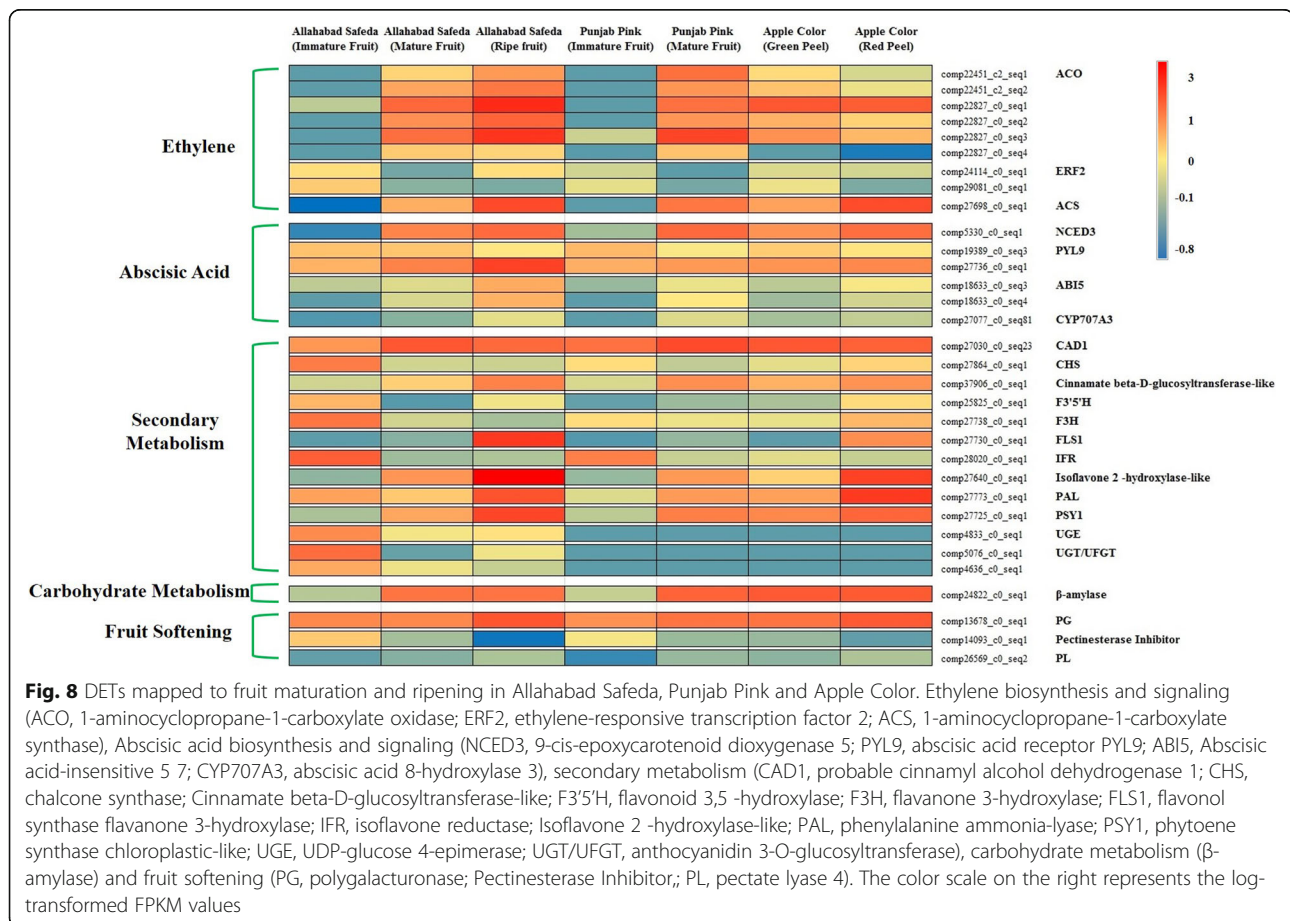 Allahabad Safeda (Immature Fruit)
Allahabad Safeda (Mature Fruit)
Allahabad Safeda (Ripe fruit)
Punjab Pink (Immature Fruit)
Punjab Pink (Mature Fruit)
Apple Color (Green Peel)
Apple Color (Red Peel)
Ethylene
comp22451_c2_seq1 ACO
comp22451_c2_seq2
comp22827_c0_seq1
comp22827_c0_seq2
comp22827_c0_seq3
comp22827_c0_seq4
comp24114_c0_seq1 ERF2
comp29081_c0_seq1
comp27698_c0_seq1 ACS
3
1
0
-0.1
-0.8
Abscisic Acid
comp5330_c0_seq1 NCED3
comp19389_c0_seq3 PYL9
comp27736_c0_seq1
comp18633_c0_seq3 ABI5
comp18633_c0_seq4
comp27077_c0_seq81 CYP707A3
Secondary
Metabolism
comp27030_c0_seq23 CAD1
comp27864_c0_seq1 CHS
comp37906_c0_seq1 Cinnamate beta-D-glucosyltransferase-like
comp25825_c0_seq1 F3'5'H
comp27738_c0_seq1 F3H
comp27730_c0_seq1 FLS1
comp28020_c0_seq1 IFR
comp27640_c0_seq1 Isoflavone 2 -hydroxylase-like
comp27773_c0_seq1 PAL
comp27725_c0_seq1 PSY1
comp4833_c0_seq1 UGE
comp5076_c0_seq1 UGT/UFGT
comp4636_c0_seq1
Carbohydrate Metabolism
comp24822_c0_seq1 β-amylase
Fruit Softening
comp13678_c0_seq1 PG
comp14093_c0_seq1 Pectinesterase Inhibitor
comp26569_c0_seq2 PL
Fig. 8 DETs mapped to fruit maturation and ripening in Allahabad Safeda, Punjab Pink and Apple Color. Ethylene biosynthesis and signaling
(ACO, 1-aminocyclopropane-1-carboxylate oxidase; ERF2, ethylene-responsive transcription factor 2; ACS, 1-aminocyclopropane-1-carboxylate
synthase), Abscisic acid biosynthesis and signaling (NCED3, 9-cis-epoxycarotenoid dioxygenase 5; PYL9, abscisic acid receptor PYL9; ABI5, Abscisic
acid-insensitive 5 7; CYP707A3, abscisic acid 8-hydroxylase 3), secondary metabolism (CAD1, probable cinnamyl alcohol dehydrogenase 1; CHS,
chalcone synthase; Cinnamate beta-D-glucosyltransferase-like; F3'5'H, flavonoid 3,5 -hydroxylase; F3H, flavanone 3-hydroxylase; FLS1, flavonol
synthase flavanone 3-hydroxylase; IFR, isoflavone reductase; Isoflavone 2 -hydroxylase-like; PAL, phenylalanine ammonia-lyase; PSY1, phytoene
synthase chloroplastic-like; UGE, UDP-glucose 4-epimerase; UGT/UFGT, anthocyanidin 3-O-glucosyltransferase), carbohydrate metabolism (β-
amylase) and fruit softening (PG, polygalacturonase; Pectinesterase Inhibitor,; PL, pectate lyase 4). The color scale on the right represents the log-
transformed FPKM values